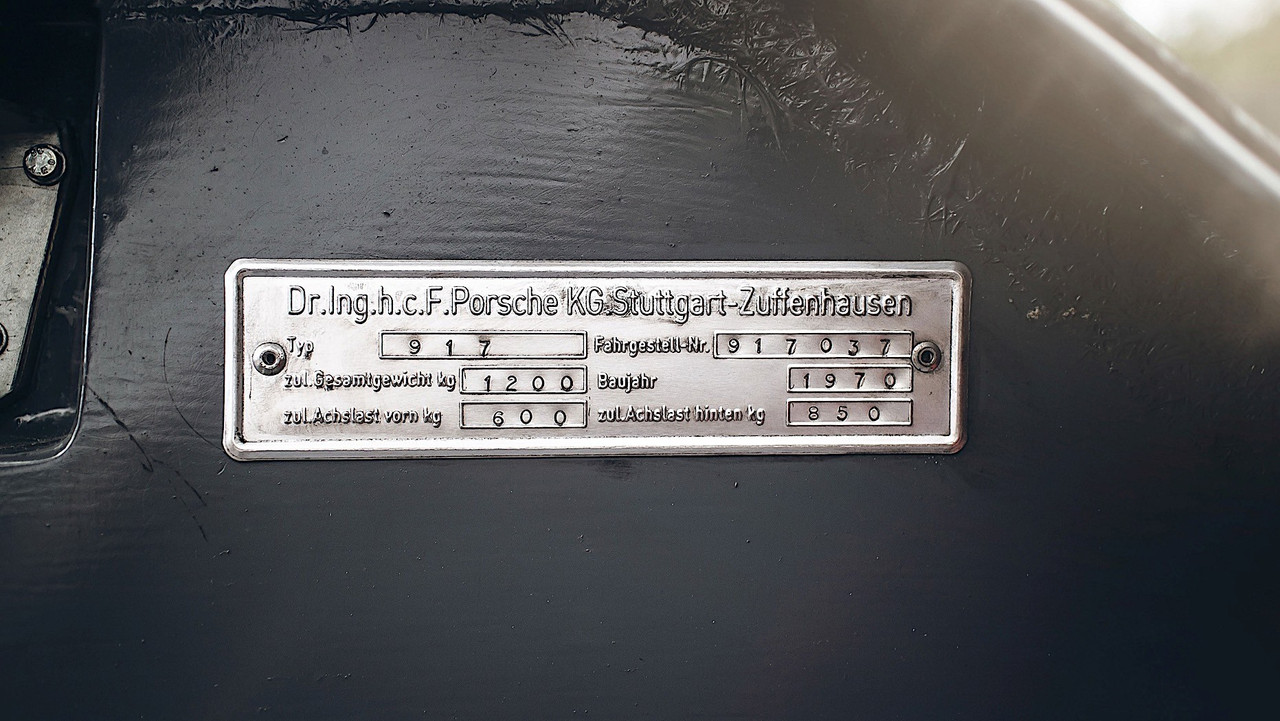 Dr.Ing.h.c.F.Porsche KG.Stuttgart-Zuffenhausen
Typ 917 Fahrgestell-Nr. 917037
zul.Gesamtgewicht kg 1200 Baujahr 1970
zul.Achslast vorn kg 600 zul.Achslast hinten kg 850